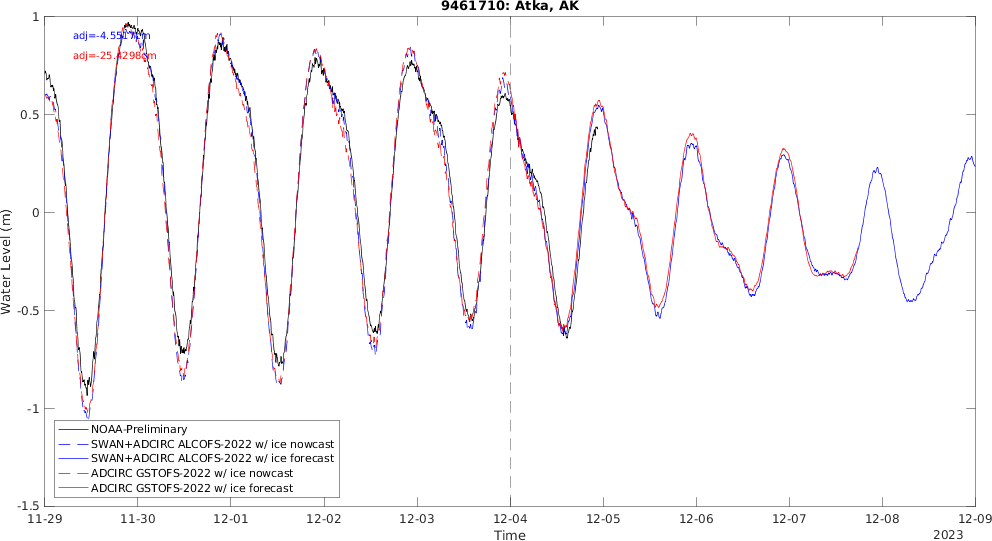 9461710: Atka, AK
adj=-4.5517cm
adj=-25.4298cm
Water Level (m)
1
0.5
0
-0.5
-1
-1.5
NOAA-Preliminary
SWAN+ADCIRC ALCOFS-2022 w/ ice nowcast
SWAN+ADCIRC ALCOFS-2022 w/ ice forecast
ADCIRC GSTOFS-2022 w/ ice nowcast
ADCIRC GSTOFS-2022 w/ ice forecast
11-29 11-30 12-01 12-02 12-03 12-04 12-05 12-06 12-07 12-08 12-09
Time
2023